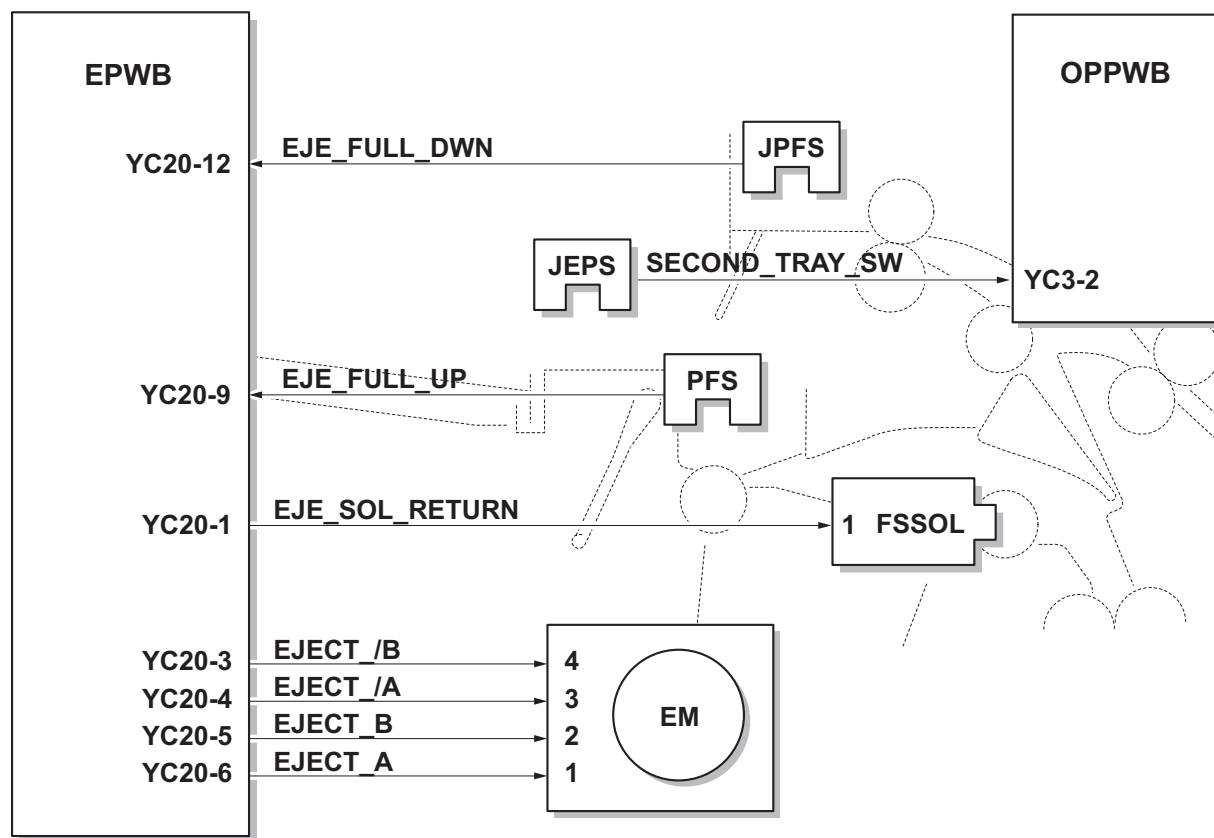 EPWB
OPPWB
YC20-12
EJE_FULL_DWN
JPFS
JEPS
SECOND_TRAY_SW
YC3-2
YC20-9
EJE_FULL_UP
PFS
YC20-1
EJE_SOL_RETURN
1
FSSOL
YC20-3
EJECT_/B
4
YC20-4
EJECT_/A
3
YC20-5
EJECT_B
2
YC20-6
EJECT_A
1
EM